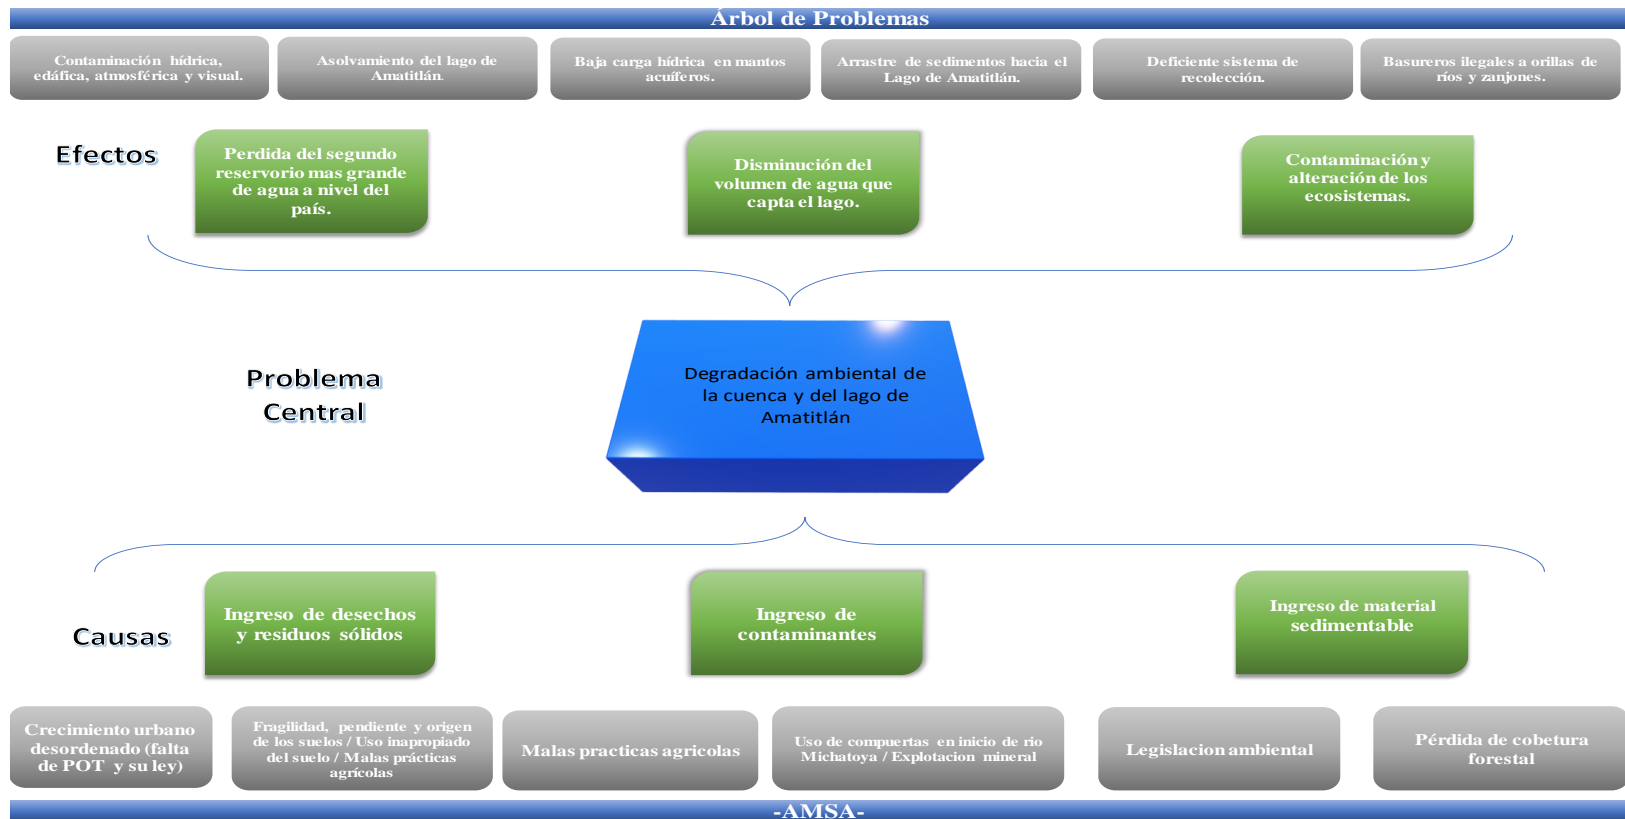 Árbol de Problemas
Contaminación hídrica,
edáfica, atmosférica y visual.
Asolvamiento del lago de
Amatitlán.
Baja carga hídrica en mantos
acuíferos.
Arrastre de sedimentos hacia el
Lago de Amatitlán.
Deficiente sistema de
recolección.
Basureros ilegales a orillas de
ríos y zanjones.
Efectos
Perdida del segundo
reservorio mas grande
de agua a nivel del
país.
Disminución del
volumen de agua que
capta el lago.
Contaminación y
alteración de los
ecosistemas.
Problema
Central
Degradación ambiental de
la cuenca y del lago de
Amatitlán
Causas
Ingreso de desechos
y residuos sólidos
Ingreso de
contaminantes
Ingreso de material
sedimentable
Crecimiento urbano
desordenado (falta
de POT y su ley)
Fragilidad, pendiente y origen
de los suelos / Uso inapropiado
del suelo / Malas prácticas
agrícolas
Malas practicas agricolas
Uso de compuertas en inicio de rio
Michatoya / Explotacion mineral
Legislacion ambiental
Pérdida de cobetura
forestal
-AMSA-